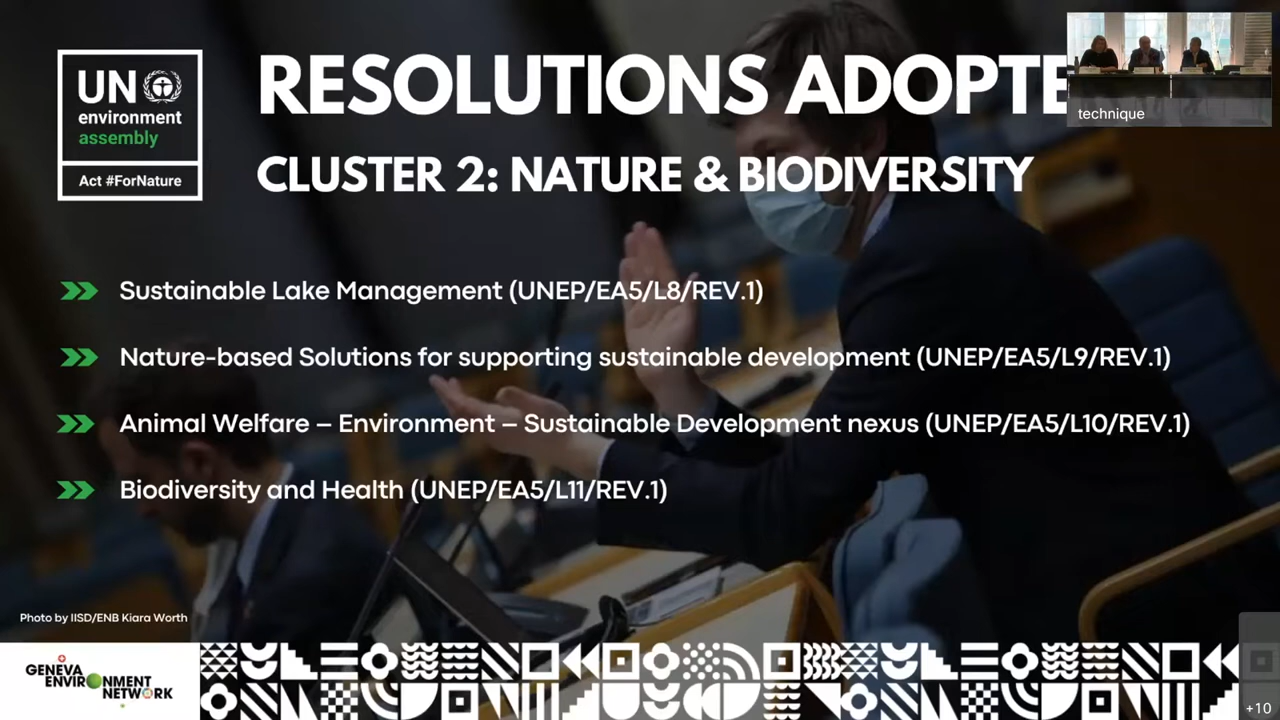 UN
environment
assembly
Act #ForNature
RESOLUTIONS ADOPTE
CLUSTER 2: NATURE & BIODIVERSITY
technique
Sustainable Lake Management (UNEP/EA5/L8/REV.1)
Nature-based Solutions for supporting sustainable development (UNEP/EA5/L9/REV.1)
Animal Welfare – Environment – Sustainable Development nexus (UNEP/EA5/L10/REV.1)
Biodiversity and Health (UNEP/EA5/L11/REV.1)
Photo by IISD/ENB Kiara Worth
GENEVA
ENVIRONMENT
NETWORK
+10